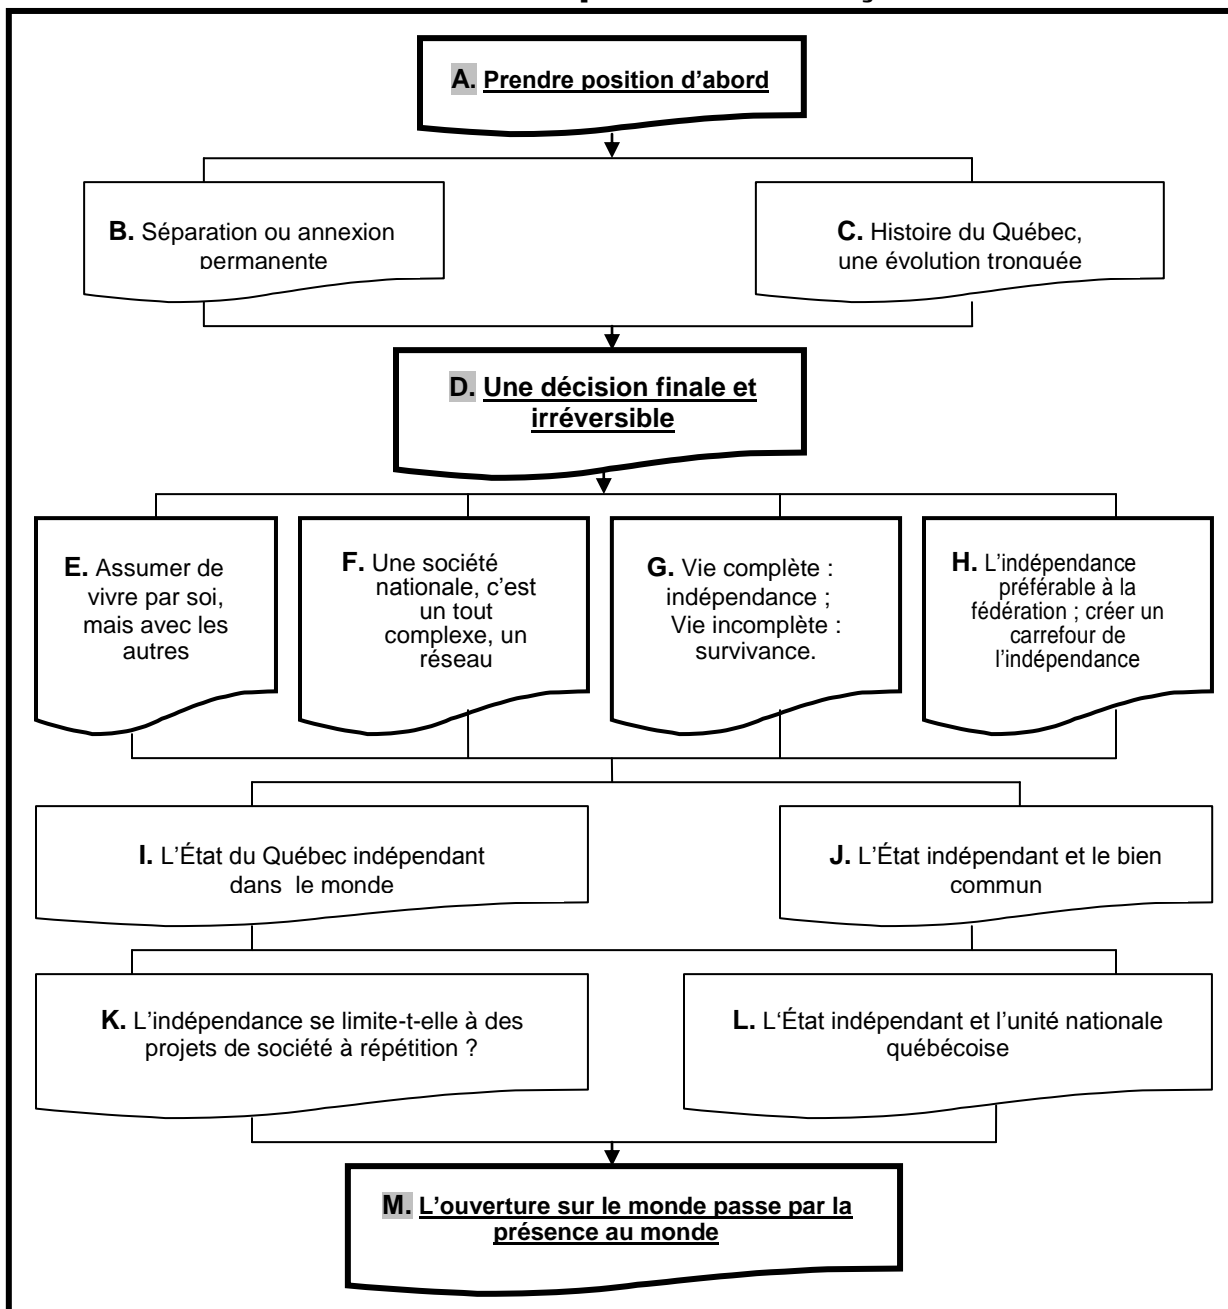 A. Prendre position d’abord
B. Séparation ou annexion
permanente
C. Histoire du Québec,
une évolution tronquée
D. Une décision finale et
irréversible
E. Assumer de
vivre par soi,
mais avec les
autres
F. Une société
nationale, c’est
un tout
complexe, un
réseau
G. Vie complète :
indépendance ;
Vie incomplète :
survivance.
H. L’indépendance
préférable à la
fédération ; créer un
carrefour de
l’indépendance
I. L’État du Québec indépendant
dans le monde
J. L’État indépendant et le bien
commun
K. L’indépendance se limite-t-elle à des
projets de société à répétition ?
L. L‘État indépendant et l’unité nationale
québécoise
M. L’ouverture sur le monde passe par la
présence au monde